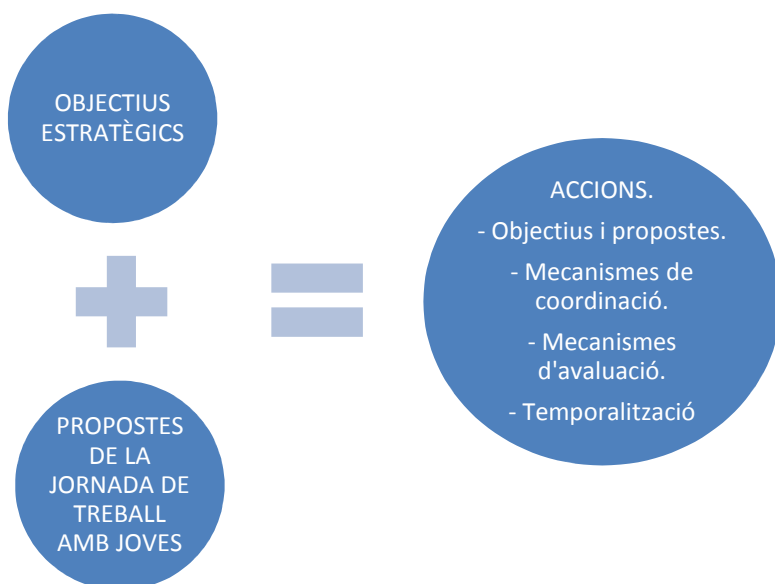 OBJECTIUS
ESTRATÈGICS
PROPOSTES
DE LA
JORNADA DE
TREBALL
AMB JOVES
ACCIONS.
- Objectius i propostes.
- Mecanismes de
coordinació.
- Mecanismes
d'avaluació.
- Temporalització